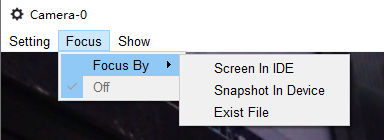 Camera-0
Setting Focus Show
Focus By
Off
Screen In IDE
Snapshot In Device
Exist File